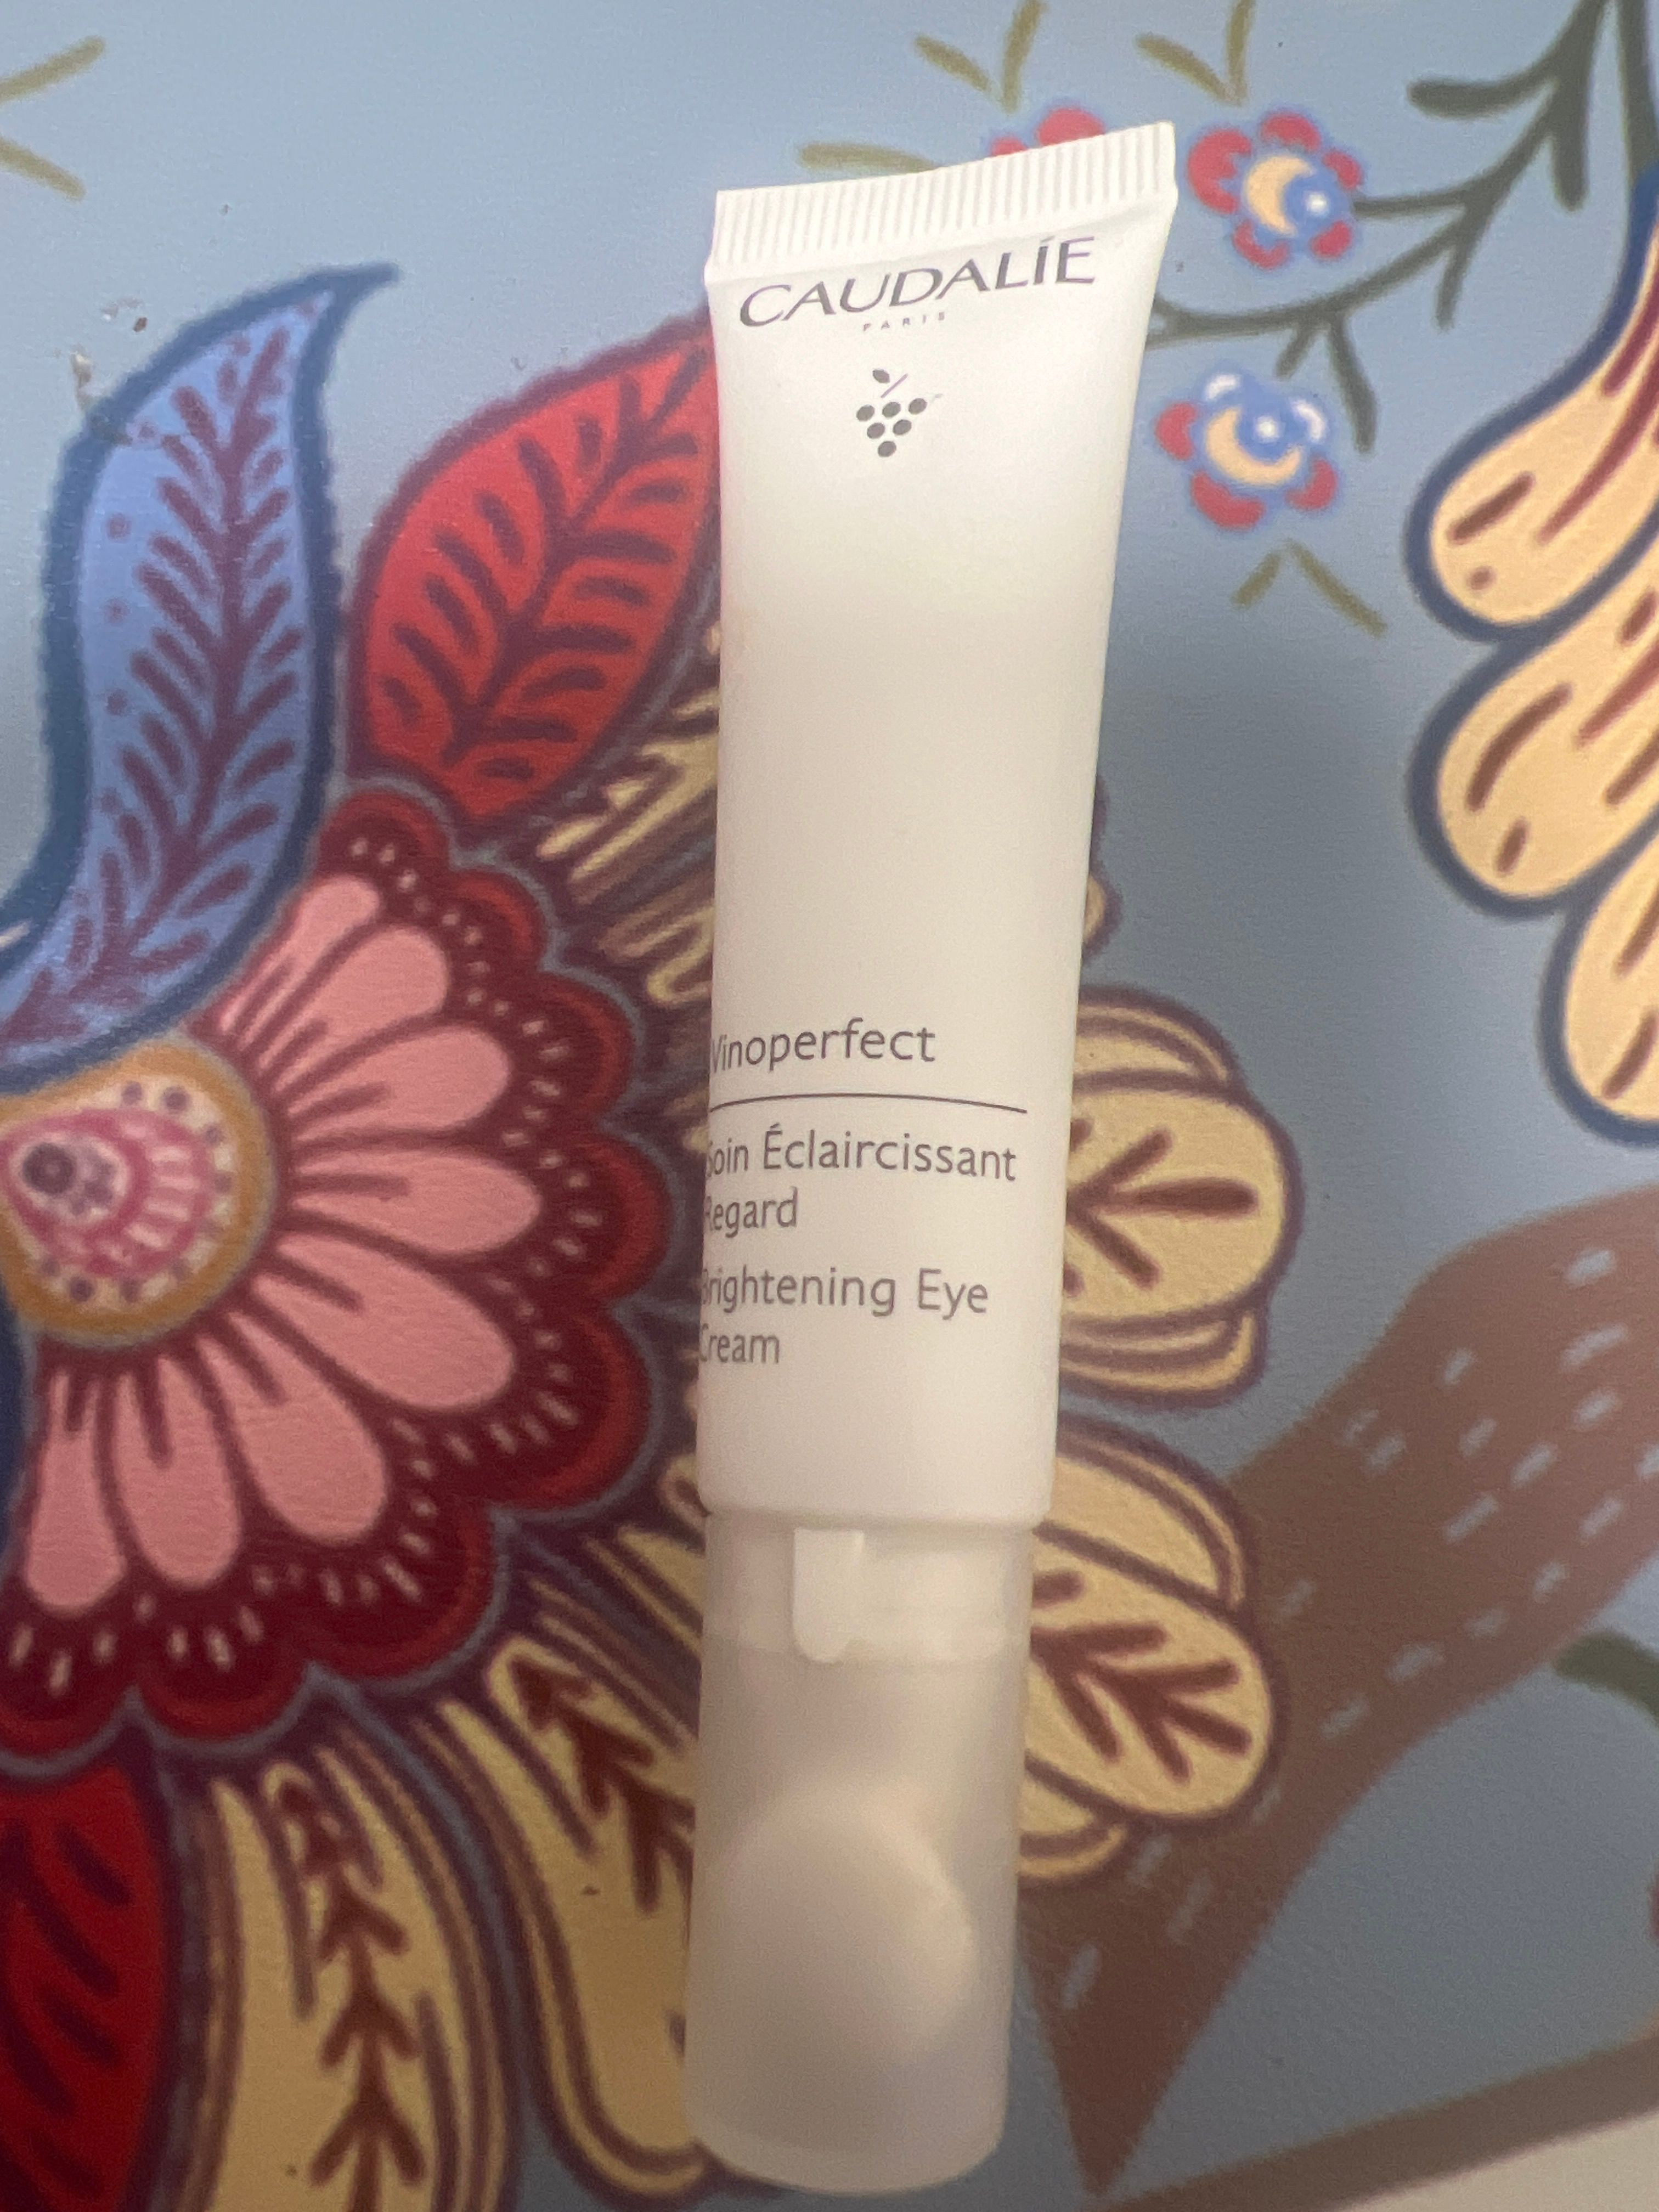 CAUDALÍE
PARIS
Vinoperfect
Soin Éclaircissant
Regard
Brightening Eye
Cream